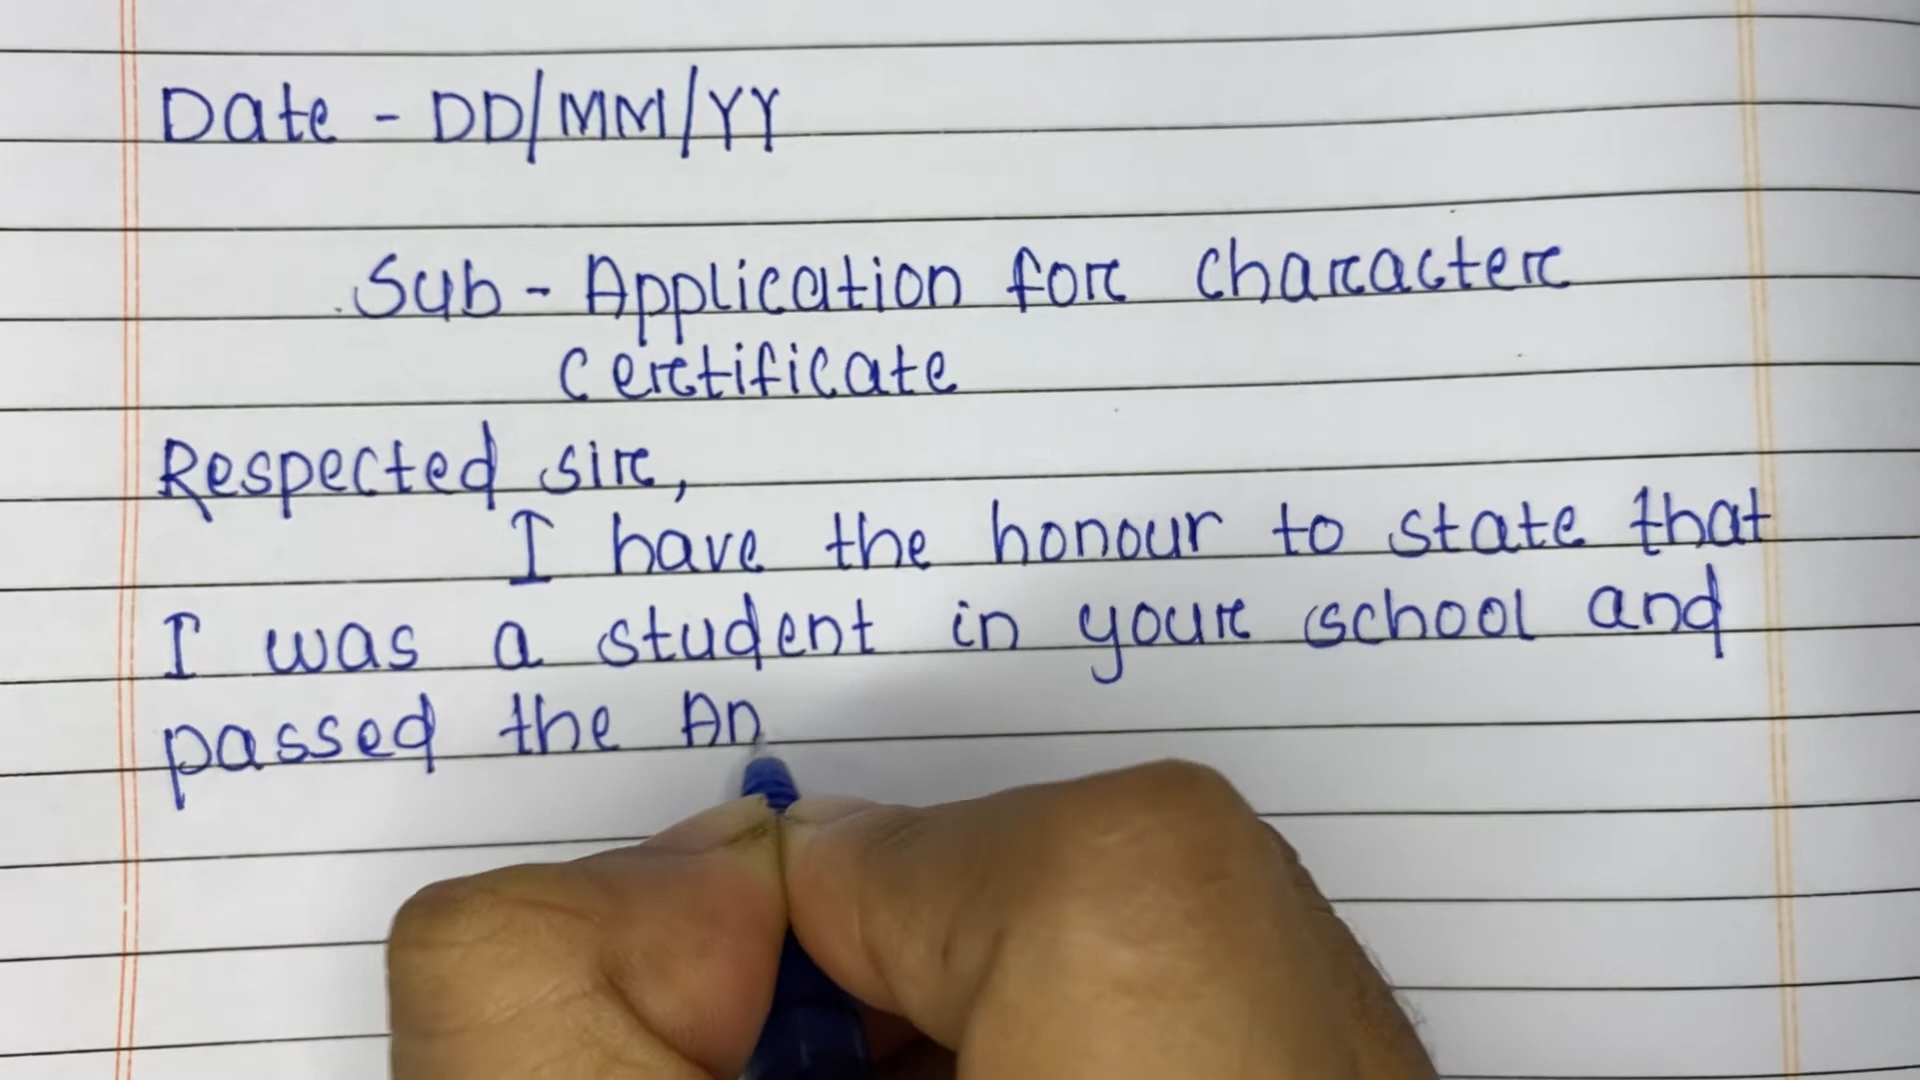 Date - DD/MM/YY
Sub - Application for character
certificate
Respected sir,
I have the honour to state that
I was a student in your school and
passed the An